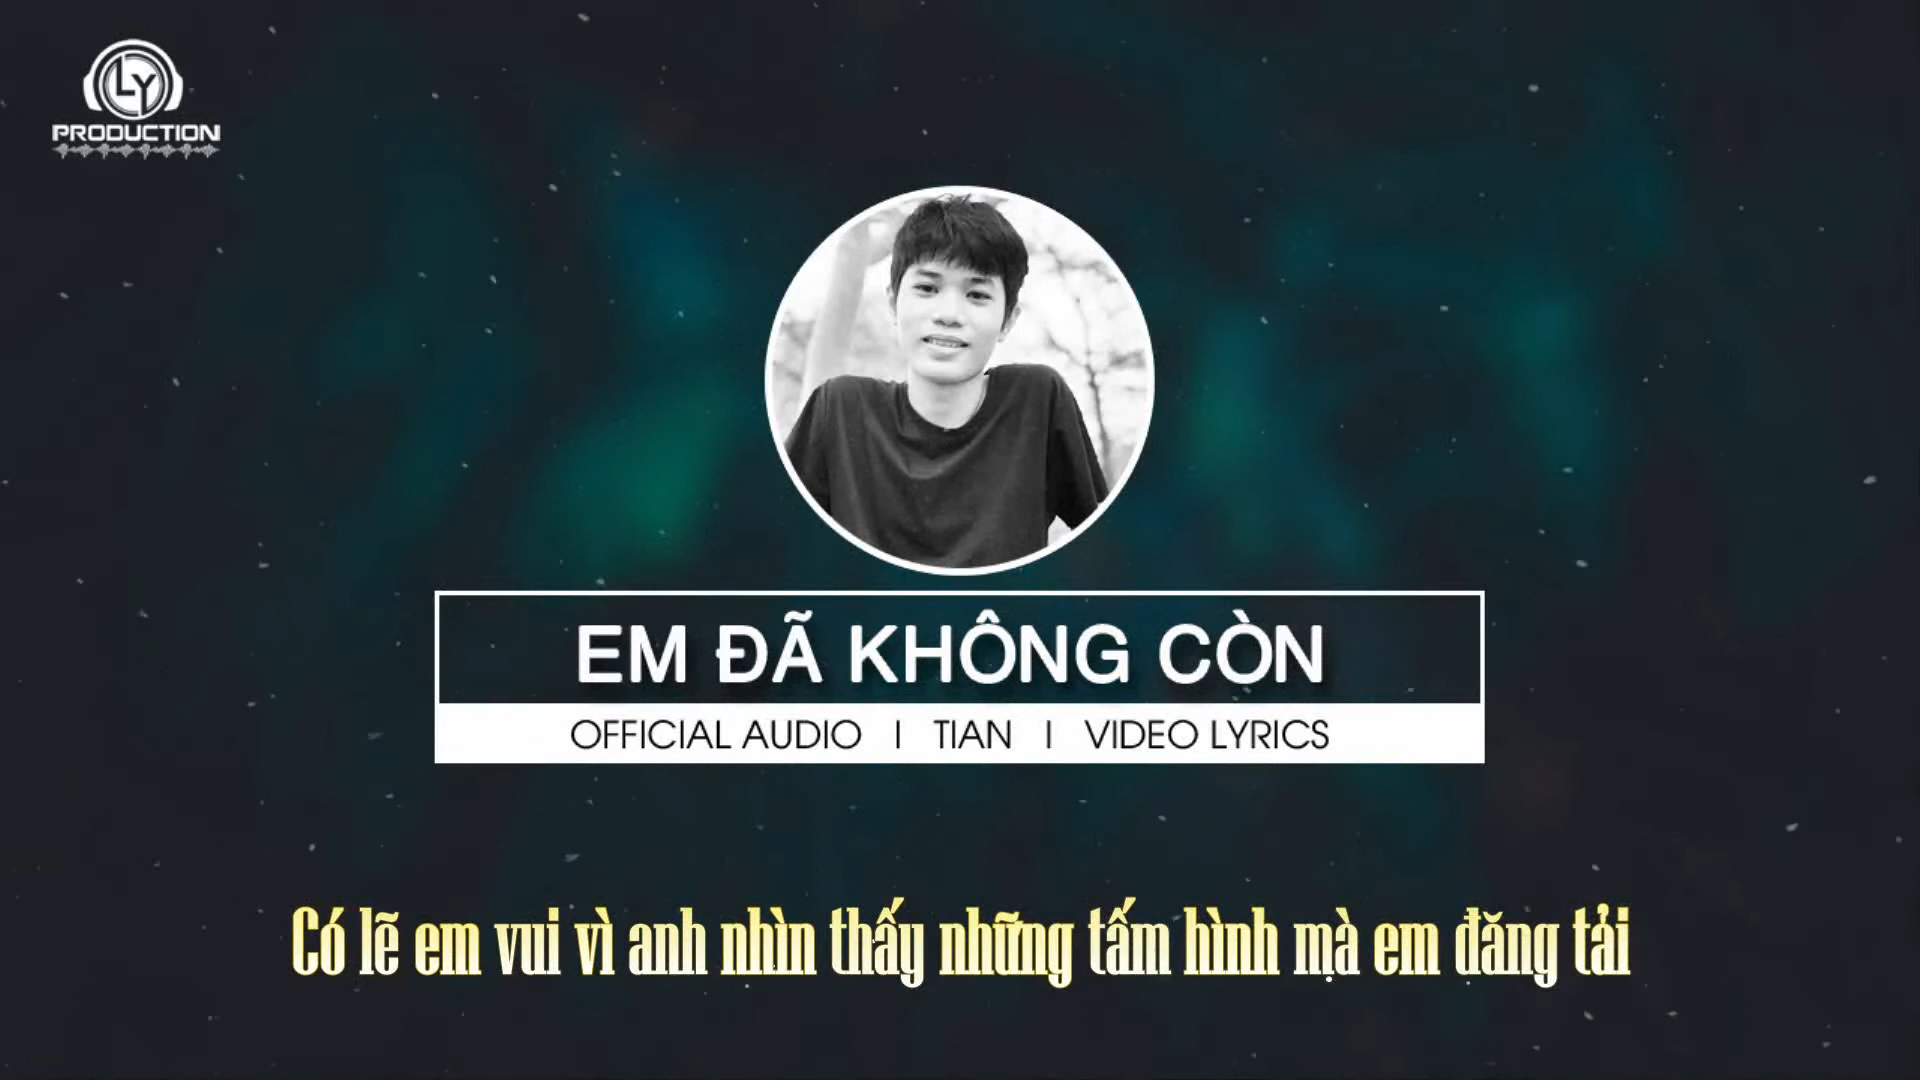 LY
PRODUCTION
EM ĐÃ KHÔNG CÒN
OFFICIAL AUDIO I TIAN I VIDEO LYRICS
Có lẽ em vui vì anh nhìn thấy những tấm hình mà em đăng tải